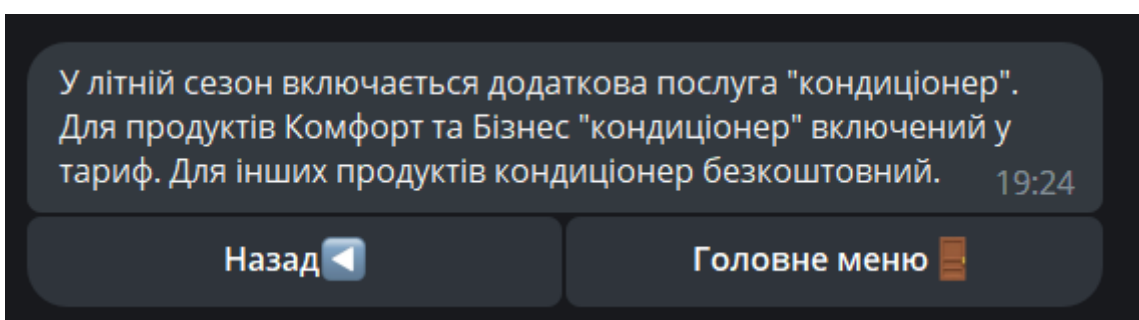 У літній сезон включається додаткова послуга "кондиціонер".
Для продуктів Комфорт та Бізнес "кондиціонер" включений у
тариф. Для інших продуктів кондиціонер безкоштовний.
19:24
Назад◀️
Головне меню🚪